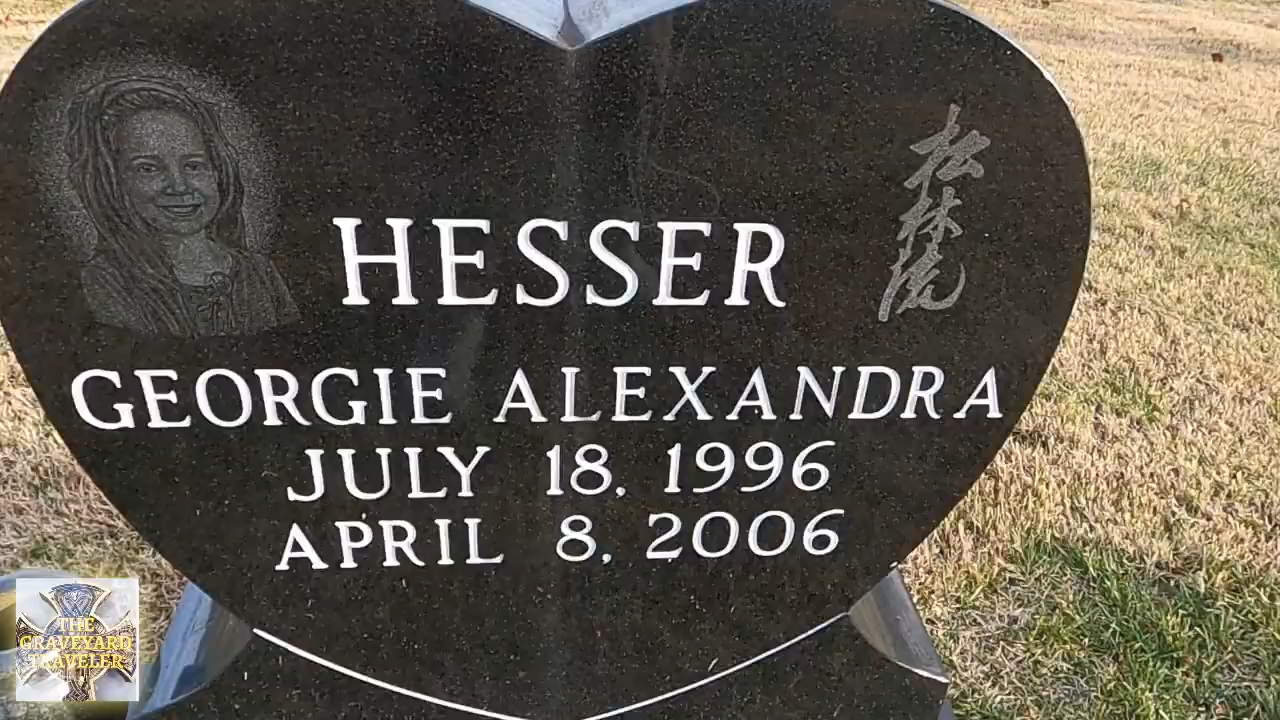 HESSER
松林流
GEORGIE ALEXANDRA
JULY 18, 1996
APRIL 8, 2006
THE
GRAVEYARD
TRAVELER